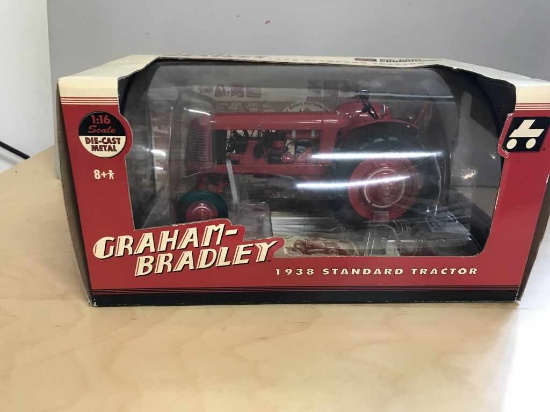 1:16
Scale
DIE-CAST
METAL
8+
GRAHAM-
BRADLEY
1938 STANDARD TRACTOR